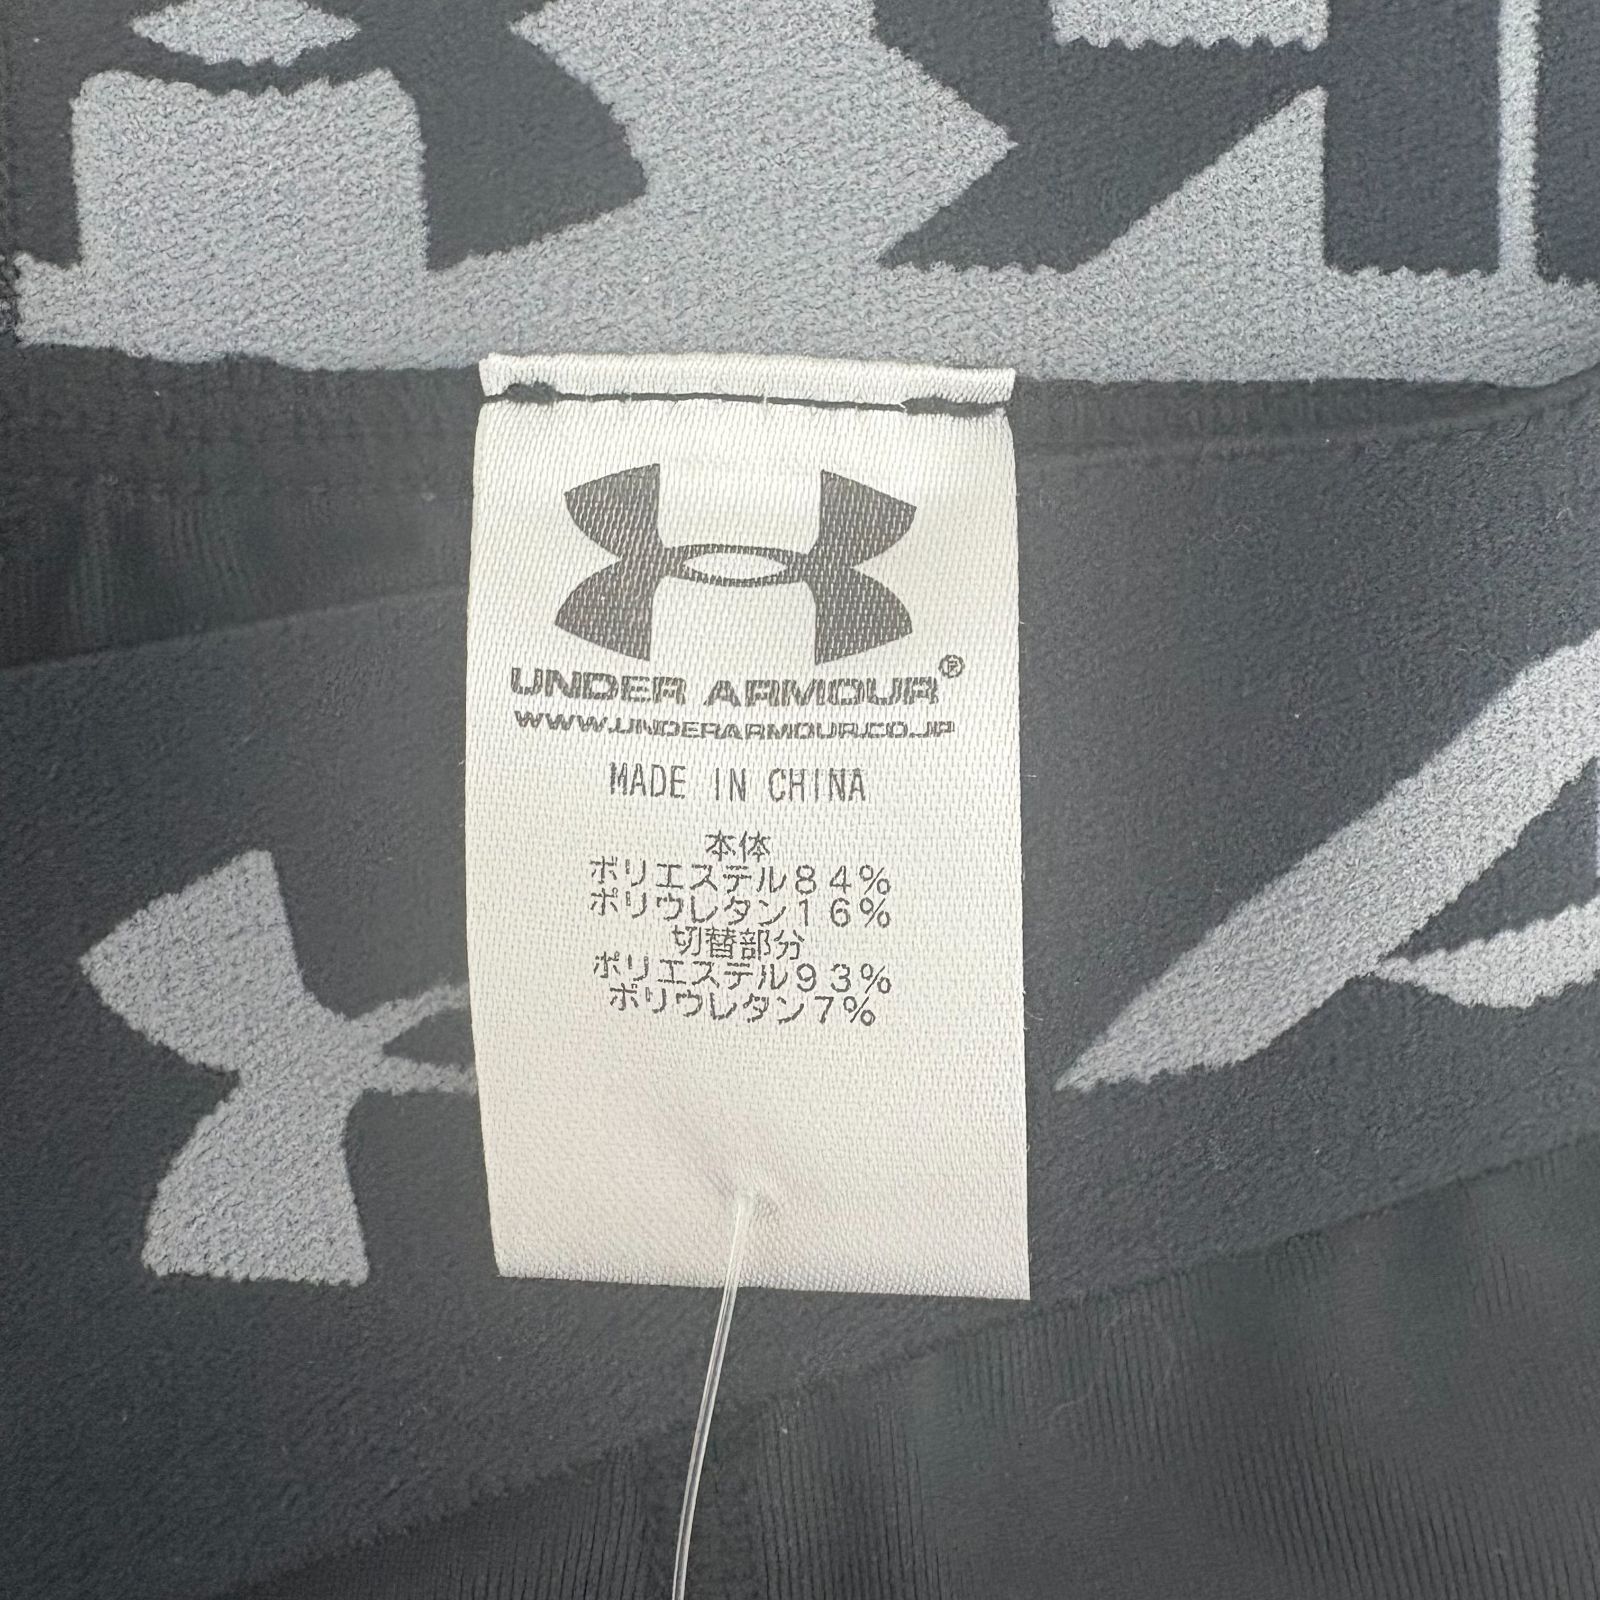 UNDER ARMOUR®
WWW.UNDERARMOUR.CO.JP
MADE IN CHINA
本体
ポリエステル84%
ポリウレタン16%
切替部分
ポリエステル93%
ポリウレタン7%